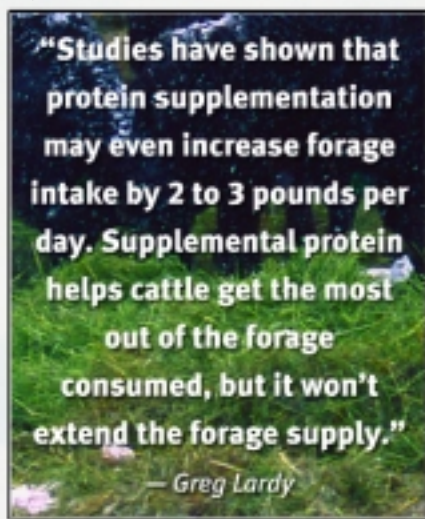 “Studies have shown that
protein supplementation
may even increase forage
intake by 2 to 3 pounds per
day. Supplemental protein
helps cattle get the most
out of the forage
consumed, but it won’t
extend the forage supply.”
— Greg Lardy